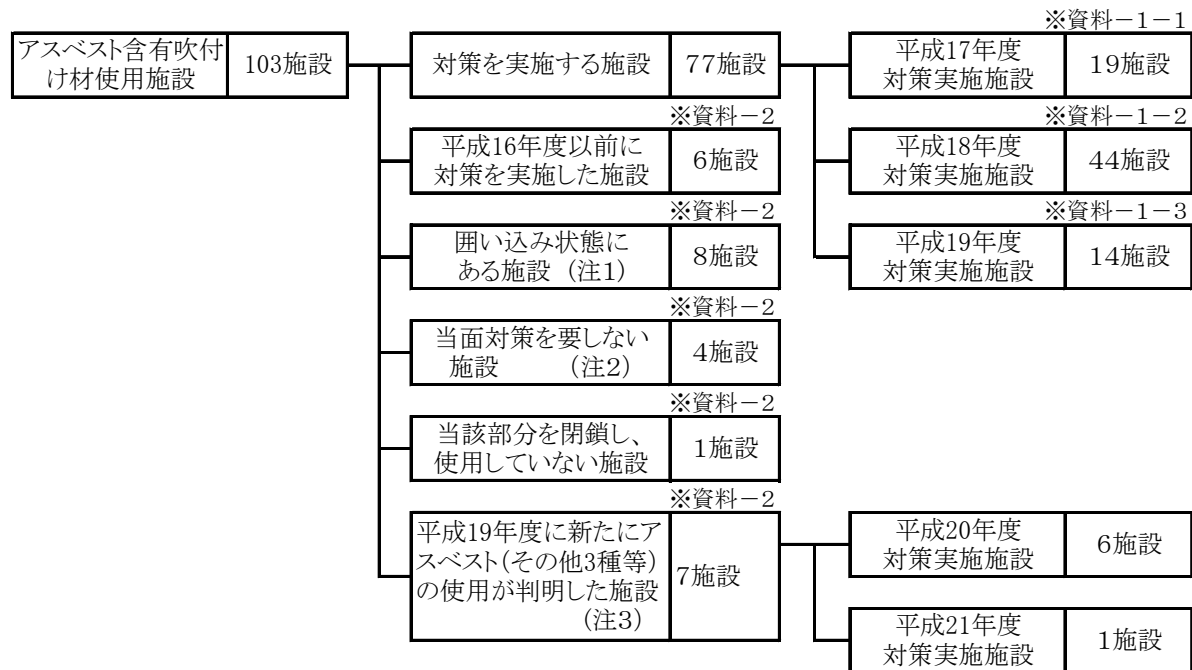 ※資料－1－1
アスベスト含有吹付
け材使用施設
103施設
対策を実施する施設
77施設
平成17年度
対策実施施設
19施設
※資料－2
※資料－1－2
平成16年度以前に
対策を実施した施設
6施設
平成18年度
対策実施施設
44施設
※資料－2
※資料－1－3
囲い込み状態に
ある施設 （注1）
8施設
平成19年度
対策実施施設
14施設
※資料－2
当面対策を要しない
施設 （注2）
4施設
※資料－2
当該部分を閉鎖し、
使用していない施設
1施設
※資料－2
平成19年度に新たにア
スベスト（その他3種等）
の使用が判明した施設
（注3）
7施設
平成20年度
対策実施施設
6施設
平成21年度
対策実施施設
1施設